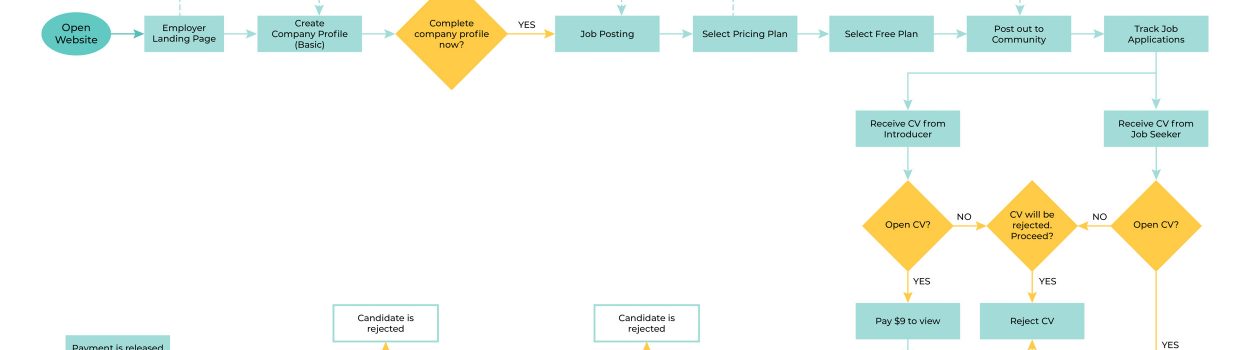 Open
Website
Employer
Landing Page
Create
Company Profile
(Basic)
Complete
company profile
now?
YES
Job Posting
Select Pricing Plan
Select Free Plan
Post out to
Community
Track Job
Applications
Receive CV from
Introducer
Receive CV from
Job Seeker
Open CV?
NO
CV will be
rejected.
Proceed?
NO
Open CV?
YES
YES
Candidate is
rejected
Candidate is
rejected
Pay $9 to view
Reject CV
Payment is released
YES